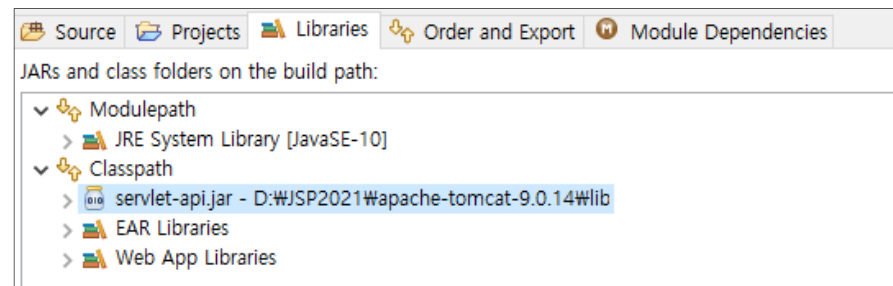 Source Projects Libraries Order and Export Module Dependencies
JARs and class folders on the build path:
Modulepath
JRE System Library [JavaSE-10]
Classpath
servlet-api.jar - D:₩JSP2021₩apache-tomcat-9.0.14₩lib
EAR Libraries
Web App Libraries